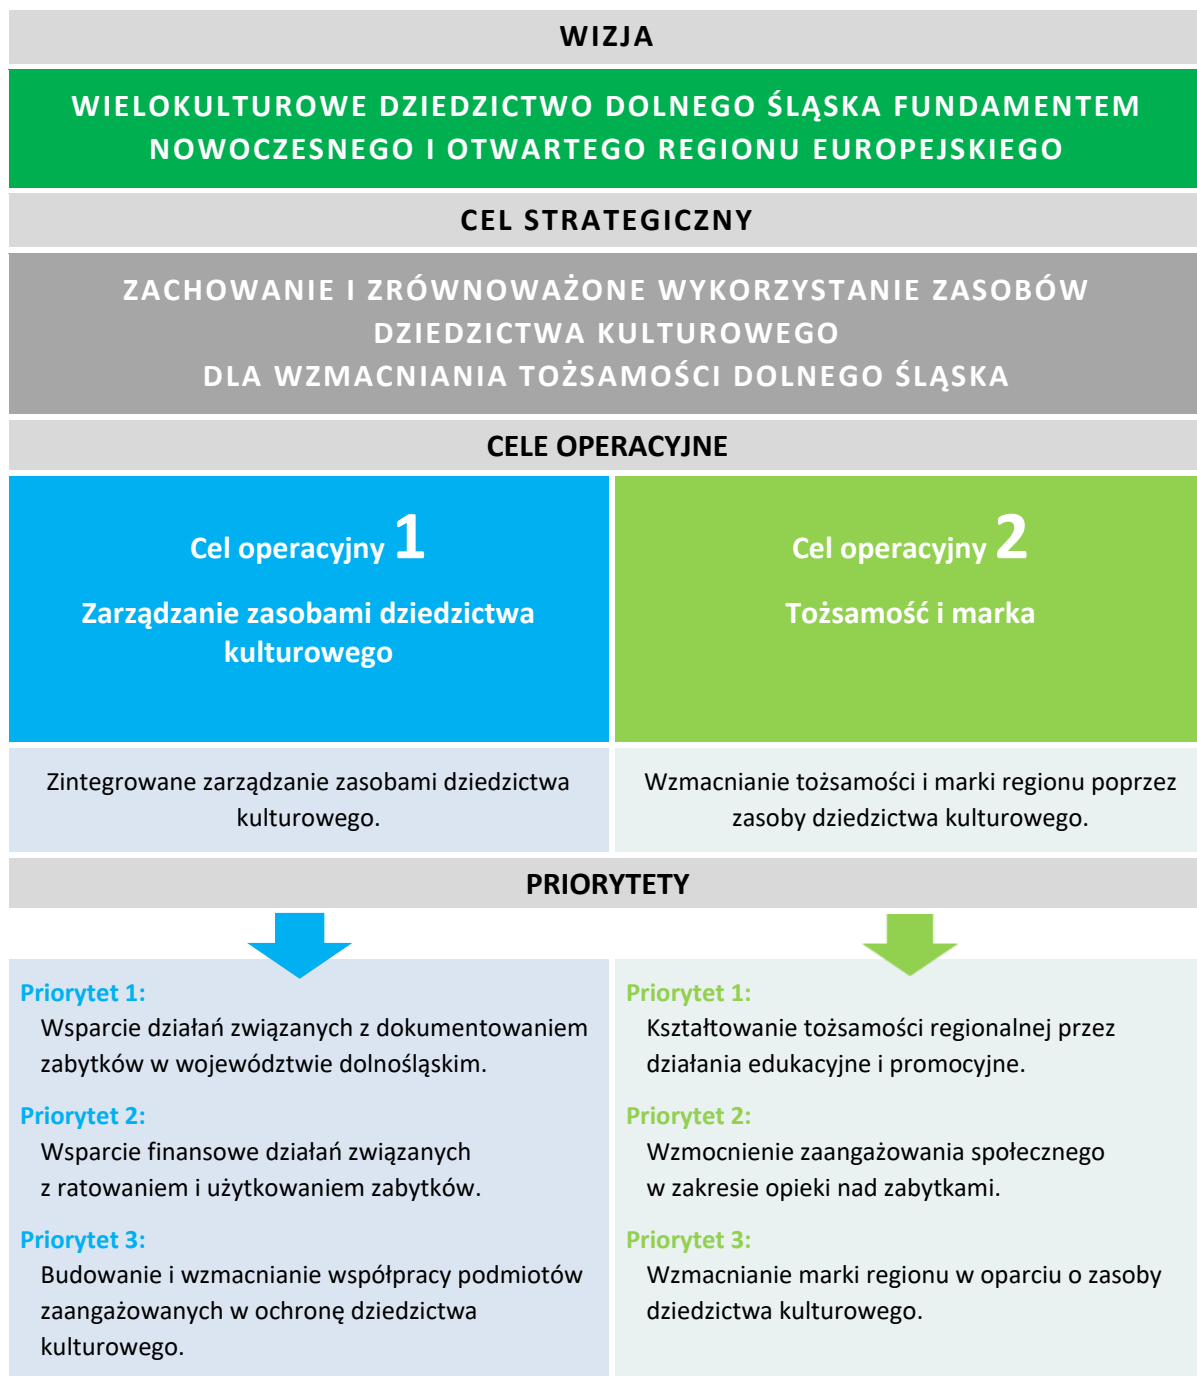 WIZJA
WIELOKULTUROWE DZIEDZICTWO DOLNEGO ŚLĄSKA FUNDAMENTEM
NOWOCZESNEGO I OTWARTEGO REGIONU EUROPEJSKIEGO
CEL STRATEGICZNY
ZACHOWANIE I ZRÓWNOWAŻONE WYKORZYSTANIE ZASOBÓW
DZIEDZICTWA KULTUROWEGO
DLA WZMACNIANIA TOŻSAMOŚCI DOLNEGO ŚLĄSKA
CELE OPERACYJNE
Cel operacyjny 1
Zarządzanie zasobami dziedzictwa
kulturowego
Cel operacyjny 2
Tożsamość i marka
Zintegrowane zarządzanie zasobami dziedzictwa
kulturowego.
Wzmacnianie tożsamości i marki regionu poprzez
zasoby dziedzictwa kulturowego.
PRIORYTETY
Priorytet 1:
Wsparcie działań związanych z dokumentowaniem
zabytków w województwie dolnośląskim.
Priorytet 2:
Wsparcie finansowe działań związanych
z ratowaniem i użytkowaniem zabytków.
Priorytet 3:
Budowanie i wzmacnianie współpracy podmiotów
zaangażowanych w ochronę dziedzictwa
kulturowego.
Priorytet 1:
Kształtowanie tożsamości regionalnej przez
działania edukacyjne i promocyjne.
Priorytet 2:
Wzmocnienie zaangażowania społecznego
w zakresie opieki nad zabytkami.
Priorytet 3:
Wzmacnianie marki regionu w oparciu o zasoby
dziedzictwa kulturowego.